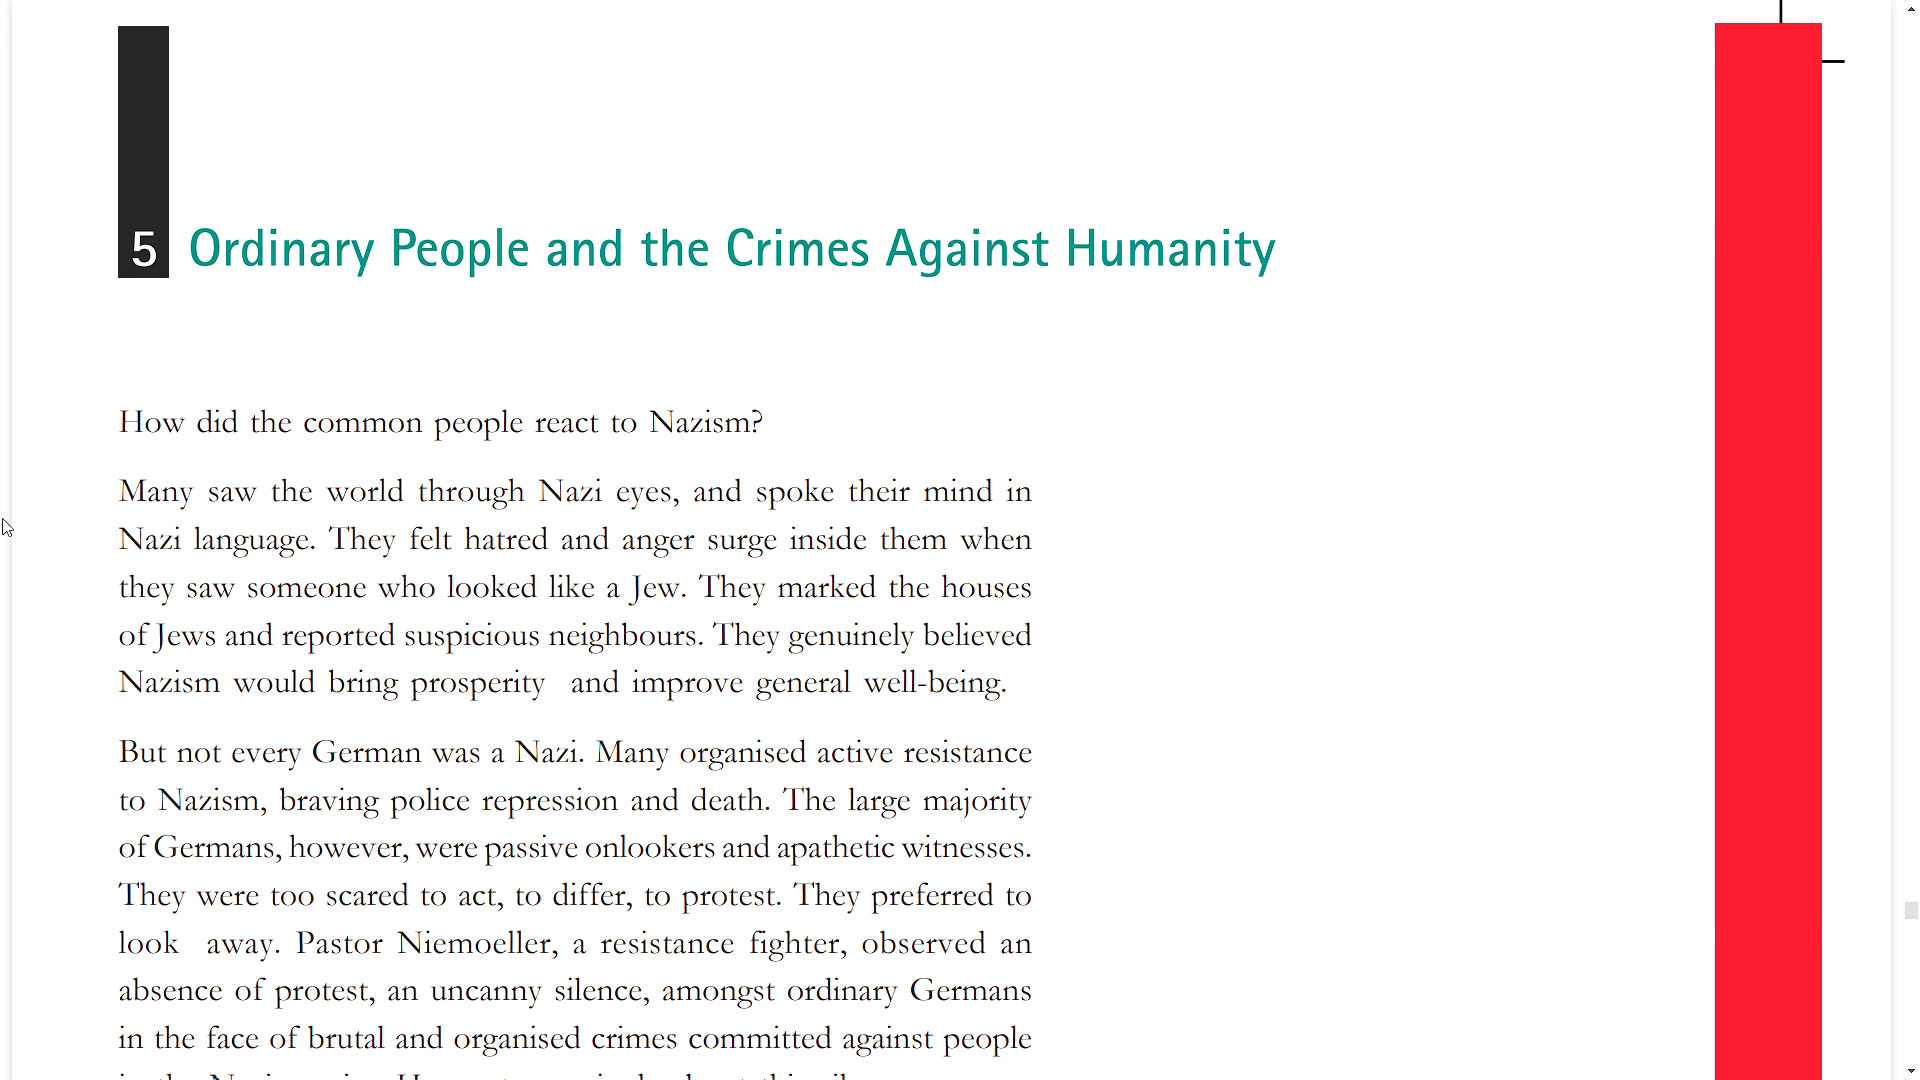 5 Ordinary People and the Crimes Against Humanity
How did the common people react to Nazism?
Many saw the world through Nazi eyes, and spoke their mind in
Nazi language. They felt hatred and anger surge inside them when
they saw someone who looked like a Jew. They marked the houses
of Jews and reported suspicious neighbours. They genuinely believed
Nazism would bring prosperity and improve general well-being.
But not every German was a Nazi. Many organised active resistance
to Nazism, braving police repression and death. The large majority
of Germans, however, were passive onlookers and apathetic witnesses.
They were too scared to act, to differ, to protest. They preferred to
look away. Pastor Niemoeller, a resistance fighter, observed an
absence of protest, an uncanny silence, amongst ordinary Germans
in the face of brutal and organised crimes committed against people